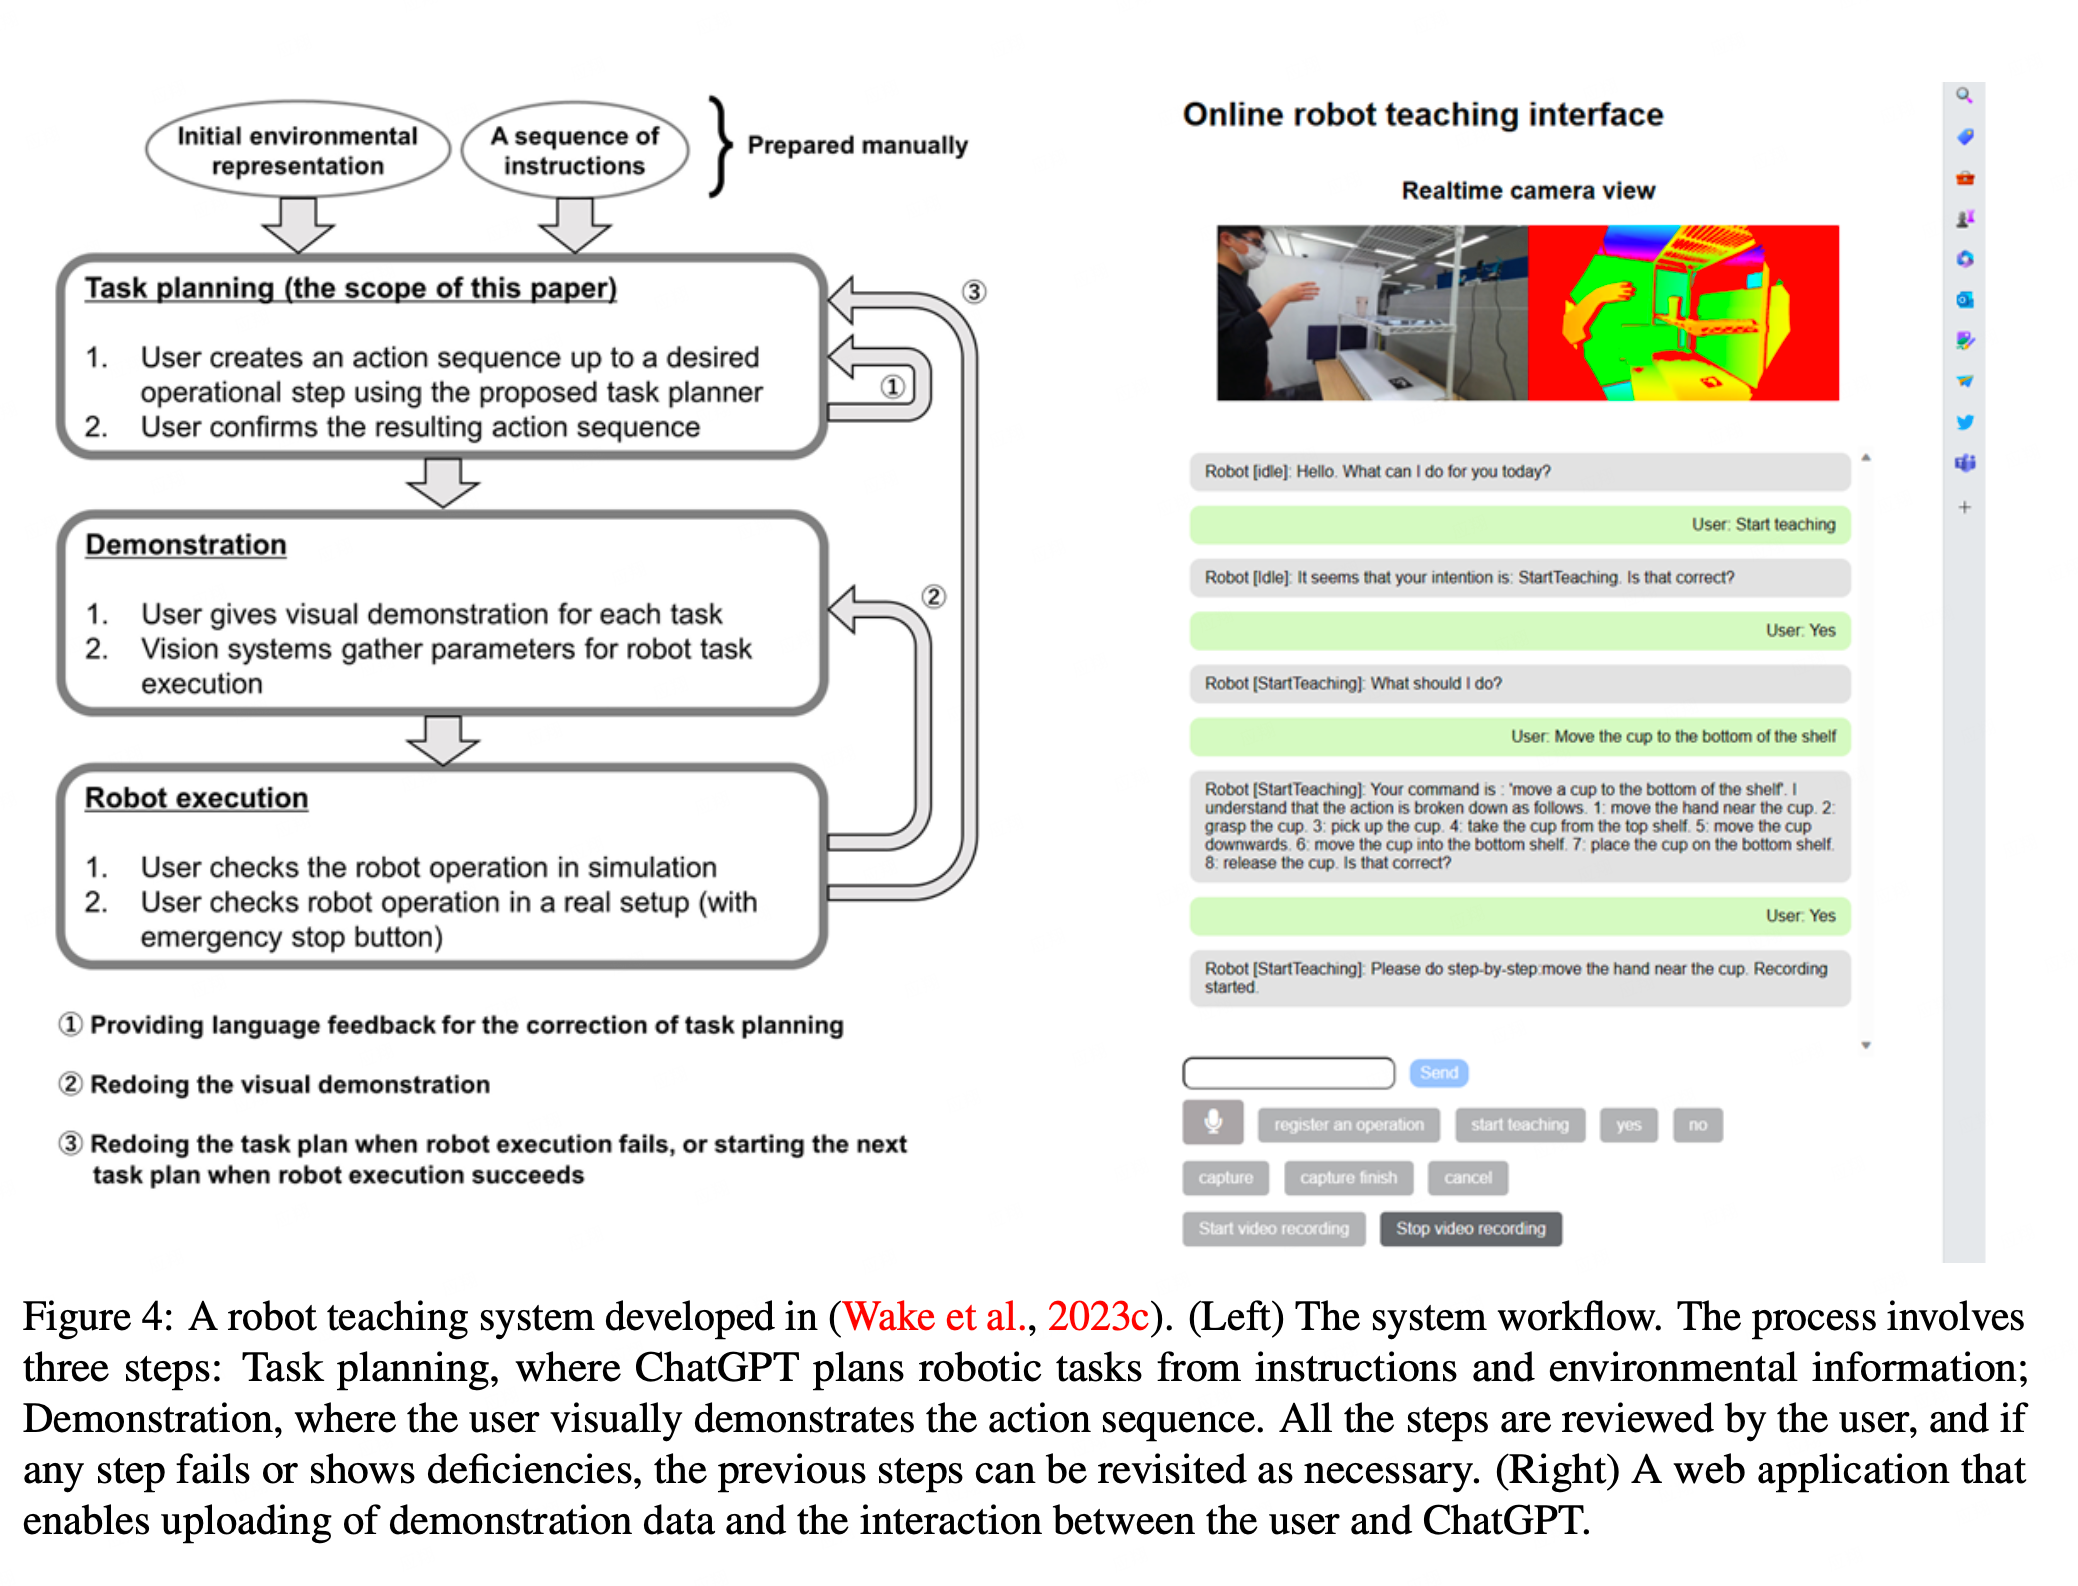 Initial environmental
representation
A sequence of
instructions
Prepared manually
Task planning (the scope of this paper)
1. User creates an action sequence up to a desired
operational step using the proposed task planner
2. User confirms the resulting action sequence
③
①
Demonstration
1. User gives visual demonstration for each task
2. Vision systems gather parameters for robot task
execution
②
Robot execution
1. User checks the robot operation in simulation
2. User checks robot operation in a real setup (with
emergency stop button)
① Providing language feedback for the correction of task planning
② Redoing the visual demonstration
③ Redoing the task plan when robot execution fails, or starting the next
task plan when robot execution succeeds
Online robot teaching interface
Realtime camera view
Robot [idle]: Hello. What can I do for you today?
User: Start teaching
Robot [Idle]: It seems that your intention is: StartTeaching. Is that correct?
User: Yes
Robot [StartTeaching]: What should I do?
User: Move the cup to the bottom of the shelf
Robot [StartTeaching]: Your command is : 'move a cup to the bottom of the shelf'. I
understand that the action is broken down as follows. 1: move the hand near the cup. 2:
grasp the cup. 3: pick up the cup. 4: take the cup from the top shelf. 5: move the cup
downwards. 6: move the cup into the bottom shelf. 7: place the cup on the bottom shelf.
8: release the cup. Is that correct?
User: Yes
Robot [StartTeaching]: Please do step-by-step:move the hand near the cup. Recording
started.
Send
register an operation start teaching yes no
capture capture finish cancel
Start video recording Stop video recording
Figure 4: A robot teaching system developed in (Wake et al., 2023c). (Left) The system workflow. The process involves
three steps: Task planning, where ChatGPT plans robotic tasks from instructions and environmental information;
Demonstration, where the user visually demonstrates the action sequence. All the steps are reviewed by the user, and if
any step fails or shows deficiencies, the previous steps can be revisited as necessary. (Right) A web application that
enables uploading of demonstration data and the interaction between the user and ChatGPT.